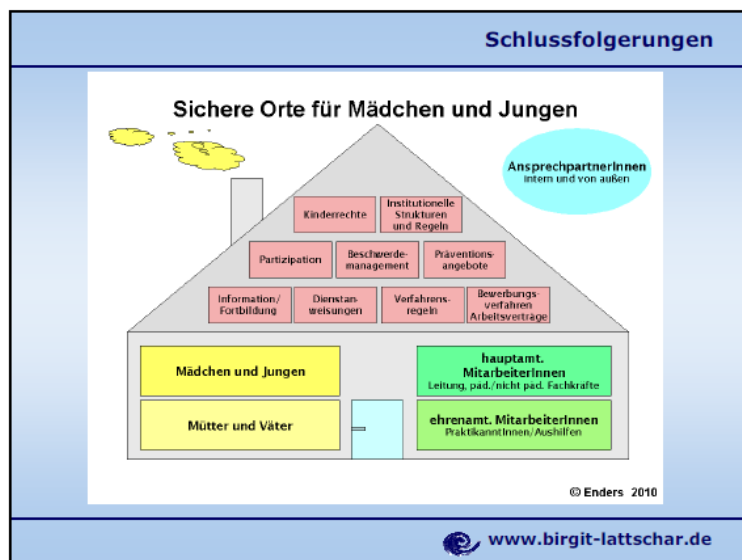 Schlussfolgerungen
Sichere Orte für Mädchen und Jungen
AnsprechpartnerInnen
intern und von außen
Kinderrechte
Institutionelle
Strukturen
und Regeln
Partizipation
Beschwerde-
management
Präventions-
angebote
Information/
Fortbildung
Dienstan-
weisungen
Verfahrens-
regeln
Bewerbungs-
verfahren
Arbeitsverträge
Mädchen und Jungen
hauptamt.
MitarbeiterInnen
Leitung, päd./nicht päd. Fachkräfte
Mütter und Väter
ehrenamt. MitarbeiterInnen
PraktikanntInnen/Aushilfen
© Enders 2010
www.birgit-lattschar.de